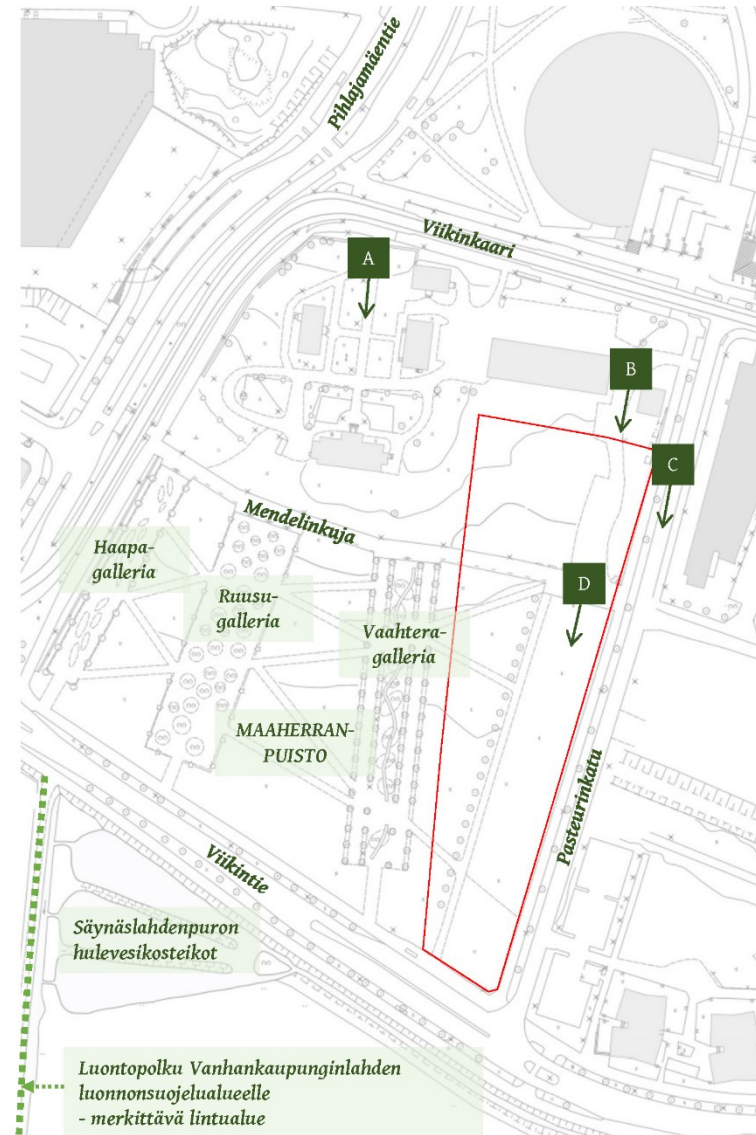 Pihlajamäentie
Viikinkaari
A
B
C
Mendelinkuja
Haapa-
galleria
Ruusu-
galleria
D
Vaahtera-
galleria
MAAHERRAN-
PUISTO
Pasteurinkatu
Viikintie
Säynäslahdenpuron
hulevesikosteikot
Luontopolku Vanhankaupunginlahden
luonnonsuojelualueelle
- merkittävä lintualue